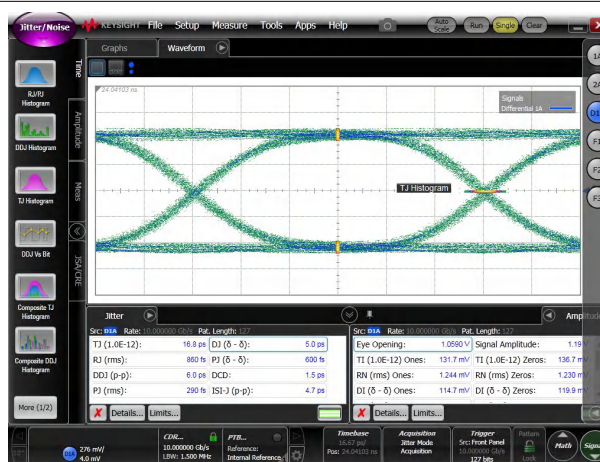 Jitter/Noise
KEYSIGHT File Setup Measure Tools Apps Help
Auto Scale
Run
Single
Clear
Graphs
Waveform
Time
Amplitude
Meas
JSA/CRE
RJ/PJ Histogram
DDJ Histogram
TJ Histogram
DDJ Vs Bit
Composite TJ Histogram
Composite DDJ Histogram
More (1/2)
24.04103 ns
Signals
Differential 1A
TJ Histogram
1A
2A
D1
F1
F2
F3
Jitter
Src: D1A Rate: 10.000000 Gb/s Pat. Length: 127
TJ (1.0E-12): 16.8 ps DJ (δ - δ): 5.0 ps
RJ (rms): 860 fs PJ (δ - δ): 600 fs
DDJ (p-p): 6.0 ps DCD: 1.5 ps
PJ (rms): 290 fs ISI-J (p-p): 4.7 ps
Details... Limits...
Amplitude
Src: D1A Rate: 10.000000 Gb/s Pat. Length: 127
Eye Opening: 1.0590 V Signal Amplitude: 1.19
TI (1.0E-12) Ones: 131.7 mV TI (1.0E-12) Zeros: 136.7 mV
RN (rms) Ones: 1.244 mV RN (rms) Zeros: 1.230 mV
DI (δ - δ) Ones: 114.7 mV DI (δ - δ) Zeros: 119.9 mV
Details... Limits...
D1A
276 mV/
4.0 mV
CDR...
10.000000 Gb/s
LBW: 1.500 MHz
PTB...
Reference:
Internal Reference
Timebase
16.67 ps/
Pos: 24.04103 ns
Acquisition
Jitter Mode
Acquisition
Trigger
Src: Front Panel
10.000000 Gb/s
127 bits
Pattern
Lock
Math
Signals